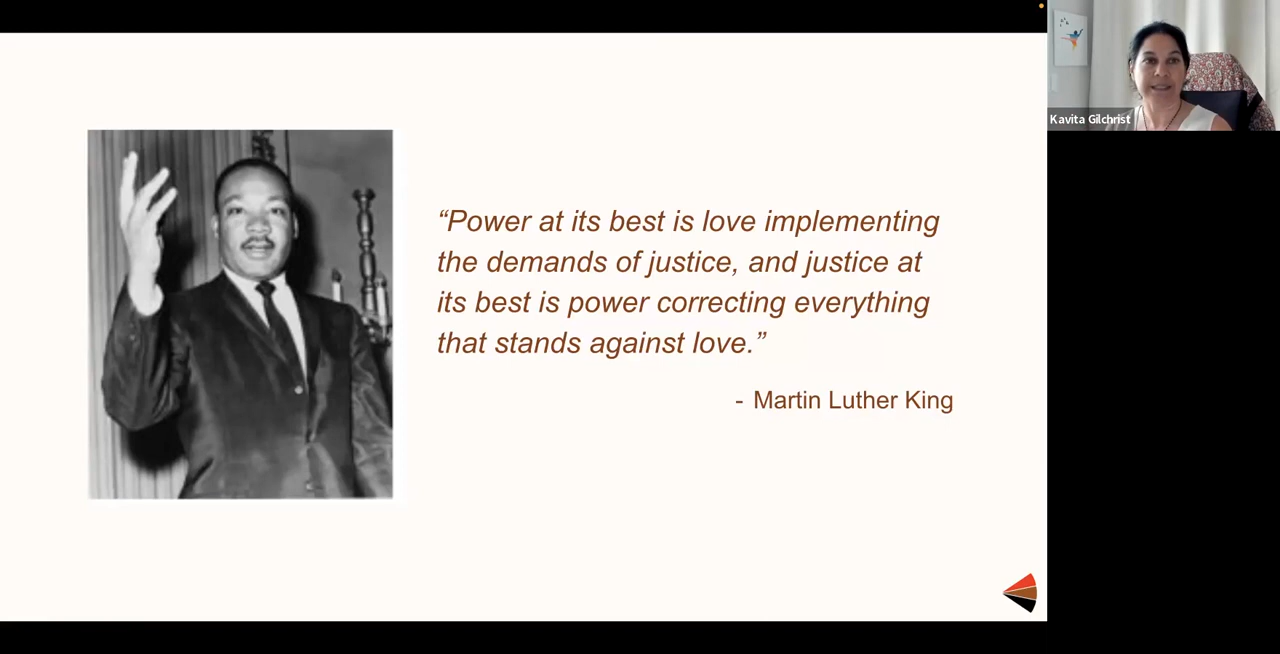 “Power at its best is love implementing
the demands of justice, and justice at
its best is power correcting everything
that stands against love.”
- Martin Luther King
Kavita Gilchrist